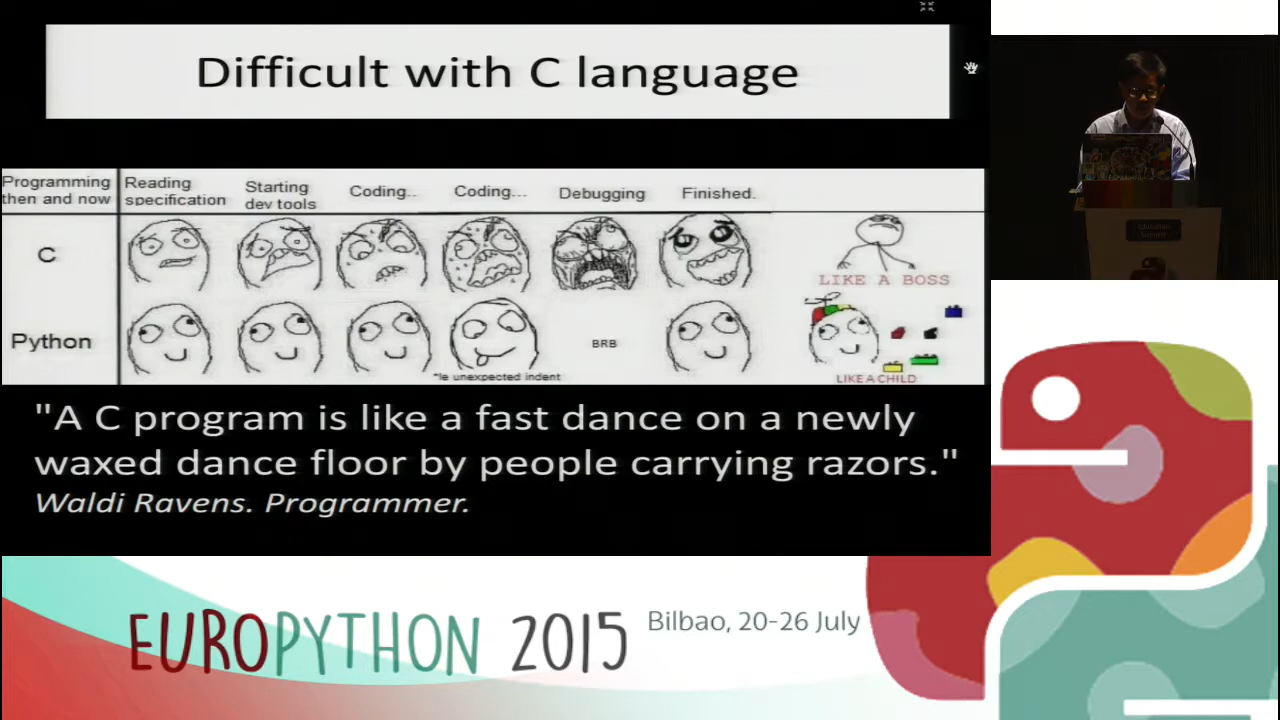 Difficult with C language
Programming then and now
Reading specification
Starting dev tools
Coding..
Coding...
Debugging
Finished.
C
LIKE A BOSS
Python
*le unexpected indent
BRB
LIKE A CHILD
"A C program is like a fast dance on a newly
waxed dance floor by people carrying razors."
Waldi Ravens. Programmer.
EUROPYTHON 2015
Bilbao, 20-26 July